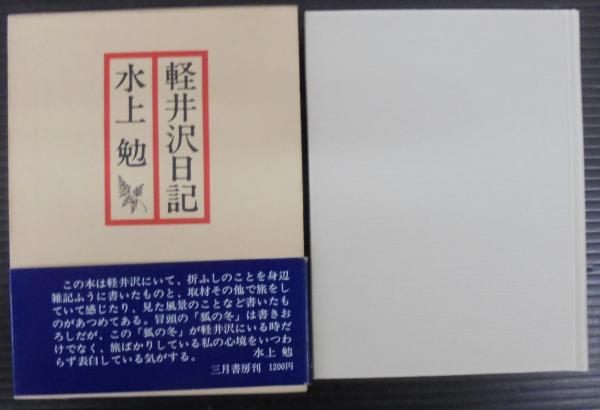 軽井沢日記
水上勉
この本は軽井沢にいて、折ふしのことを身辺
雑記ふうに書いたものと、取材その他で旅をし
ていて感じたり、見た風景のことなど書いたも
のがあつめてある。冒頭の「狐の冬」は書きお
ろしだが、この「狐の冬」が軽井沢にいる時だ
けでなく、旅ばかりしている私の心境をいつわ
らず表白している気がする。
水上 勉
三月書房刊 1200円